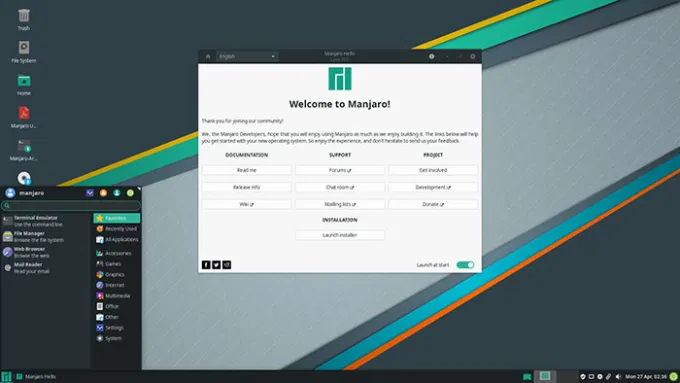 Trash
File System
Home
Manjaro U...
Manjaro Ar...
English
Manjaro Hello
Welcome to Manjaro!
Thank you for joining our community!
We, the Manjaro Developers, hope that you will enjoy using Manjaro as much as we enjoy building it. The links below will help
you get started with your new operating system. So enjoy the experience, and don't hesitate to send us your feedback.
DOCUMENTATION SUPPORT PROJECT
Read me Forums Get involved
Release info Chat room Development
Wiki Mailing lists Donate
INSTALLATION
Launch installer
Launch at start
manjaro
Terminal Emulator
Use the command line
File Manager
Browse the file system
Web Browser
Browse the web
Mail Reader
Read your email
Favorites
Recently Used
All Applications
Accessories
Games
Graphics
Internet
Multimedia
Office
Other
Settings
System
Manjaro Hello
Mon 27 Apr, 02:36